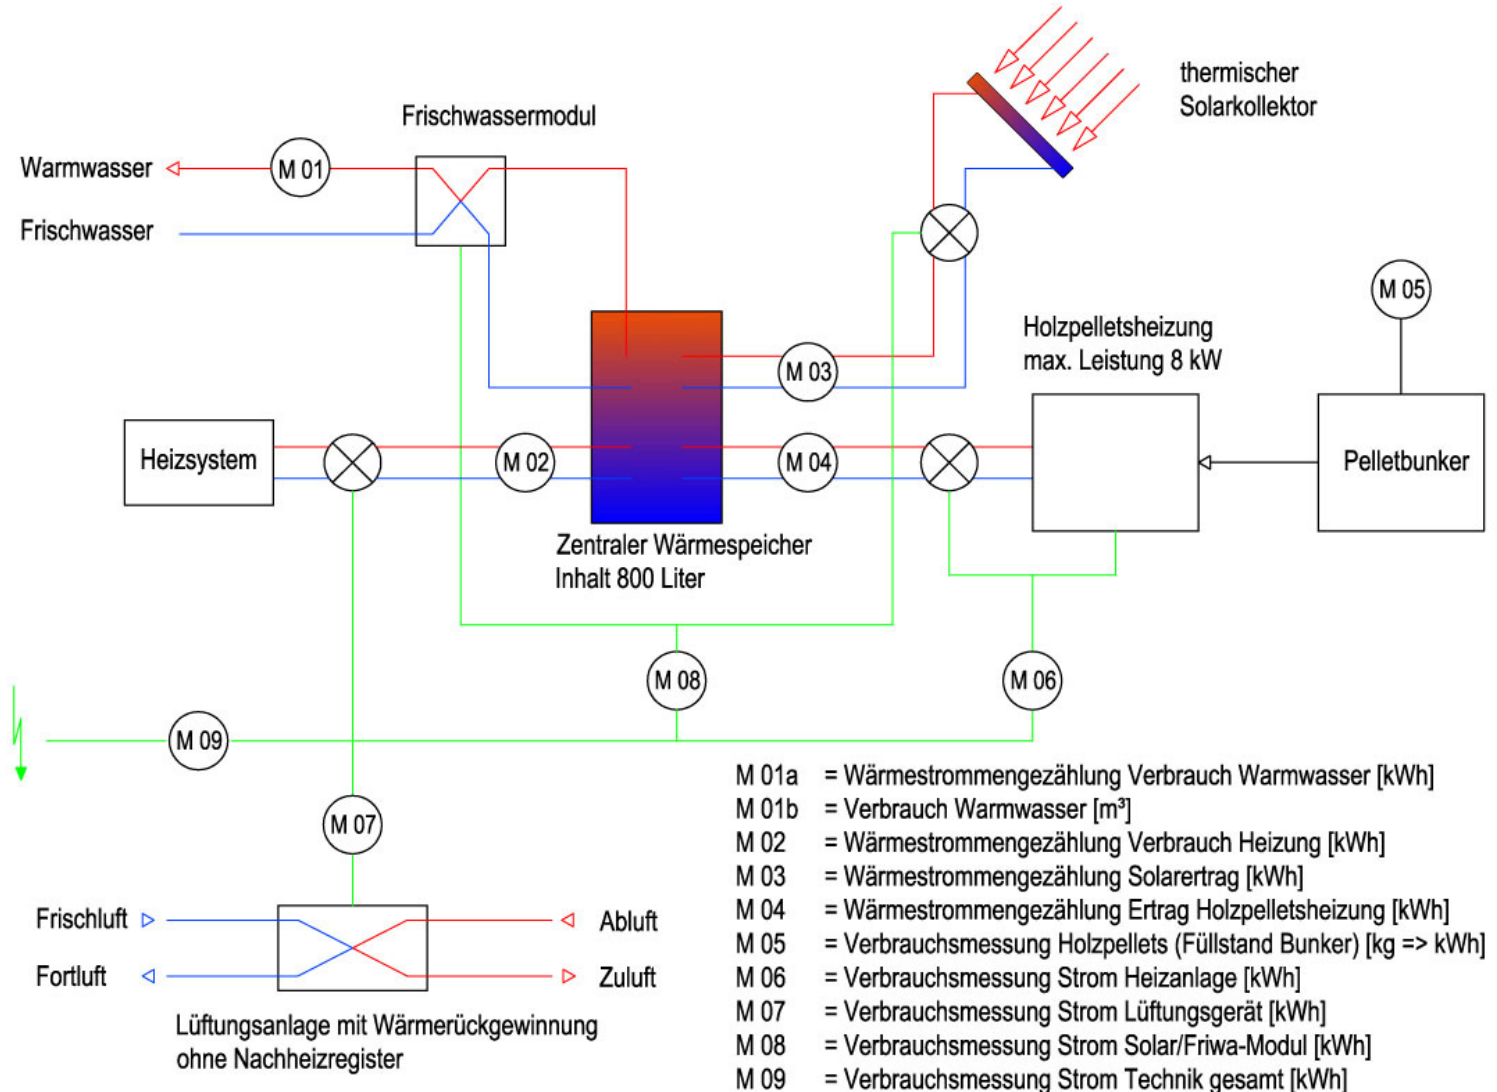 thermischer
Solarkollektor
Frischwassermodul
Warmwasser
M 01
Frischwasser
M 05
Holzpelletsheizung
max. Leistung 8 kW
M 03
Heizsystem
M 02
M 04
Pelletbunker
Zentraler Wärmespeicher
Inhalt 800 Liter
M 08
M 06
M 09
M 07
Frischluft
Abluft
Fortluft
Zuluft
Lüftungsanlage mit Wärmerückgewinnung
ohne Nachheizregister
M 01a = Wärmestrommengezählung Verbrauch Warmwasser [kWh]
M 01b = Verbrauch Warmwasser [m³]
M 02 = Wärmestrommengezählung Verbrauch Heizung [kWh]
M 03 = Wärmestrommengezählung Solarertrag [kWh]
M 04 = Wärmestrommengezählung Ertrag Holzpelletsheizung [kWh]
M 05 = Verbrauchsmessung Holzpellets (Füllstand Bunker) [kg => kWh]
M 06 = Verbrauchsmessung Strom Heizanlage [kWh]
M 07 = Verbrauchsmessung Strom Lüftungsgerät [kWh]
M 08 = Verbrauchsmessung Strom Solar/Friwa-Modul [kWh]
M 09 = Verbrauchsmessung Strom Technik gesamt [kWh]